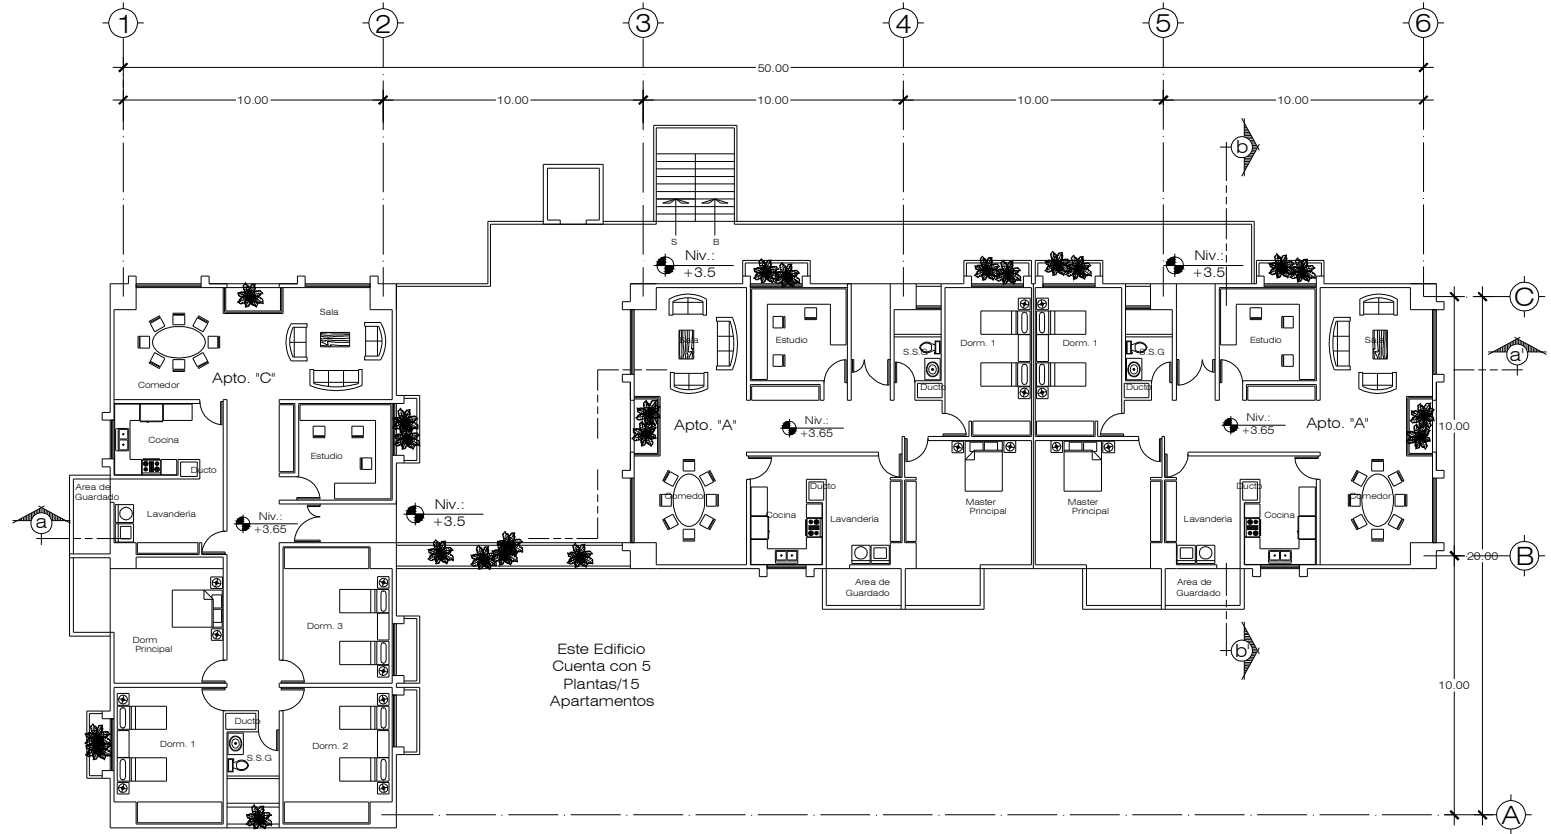 1 2 3 4 5 6
50.00
10.00 10.00 10.00 10.00 10.00
b
S B
Niv.:
+3.5
Niv.:
+3.5
C
Sala
Comedor
Apto. "C"
Sala
Estudio
S.S.G
Dorm. 1
Ducto
Dorm. 1
S.S.G
Ducto
Estudio
Sala
a'
Apto. "A"
Niv.:
+3.65
Niv.:
+3.65
Apto. "A"
10.00
Cocina
Ducto
Estudio
Area de
Guardado
Lavanderìa
a
Niv.:
+3.65
Niv.:
+3.5
Comedor
Cocina
Ducto
Lavanderìa
Master
Principal
Master
Principal
Lavanderìa
Ducto
Cocina
Comedor
B
20.00
Area de
Guardado
Area de
Guardado
Dorm
Principal
Dorm. 3
Este Edificio
Cuenta con 5
Plantas/15
Apartamentos
b'
10.00
Dorm. 1
Ducto
S.S.G
Dorm. 2
A